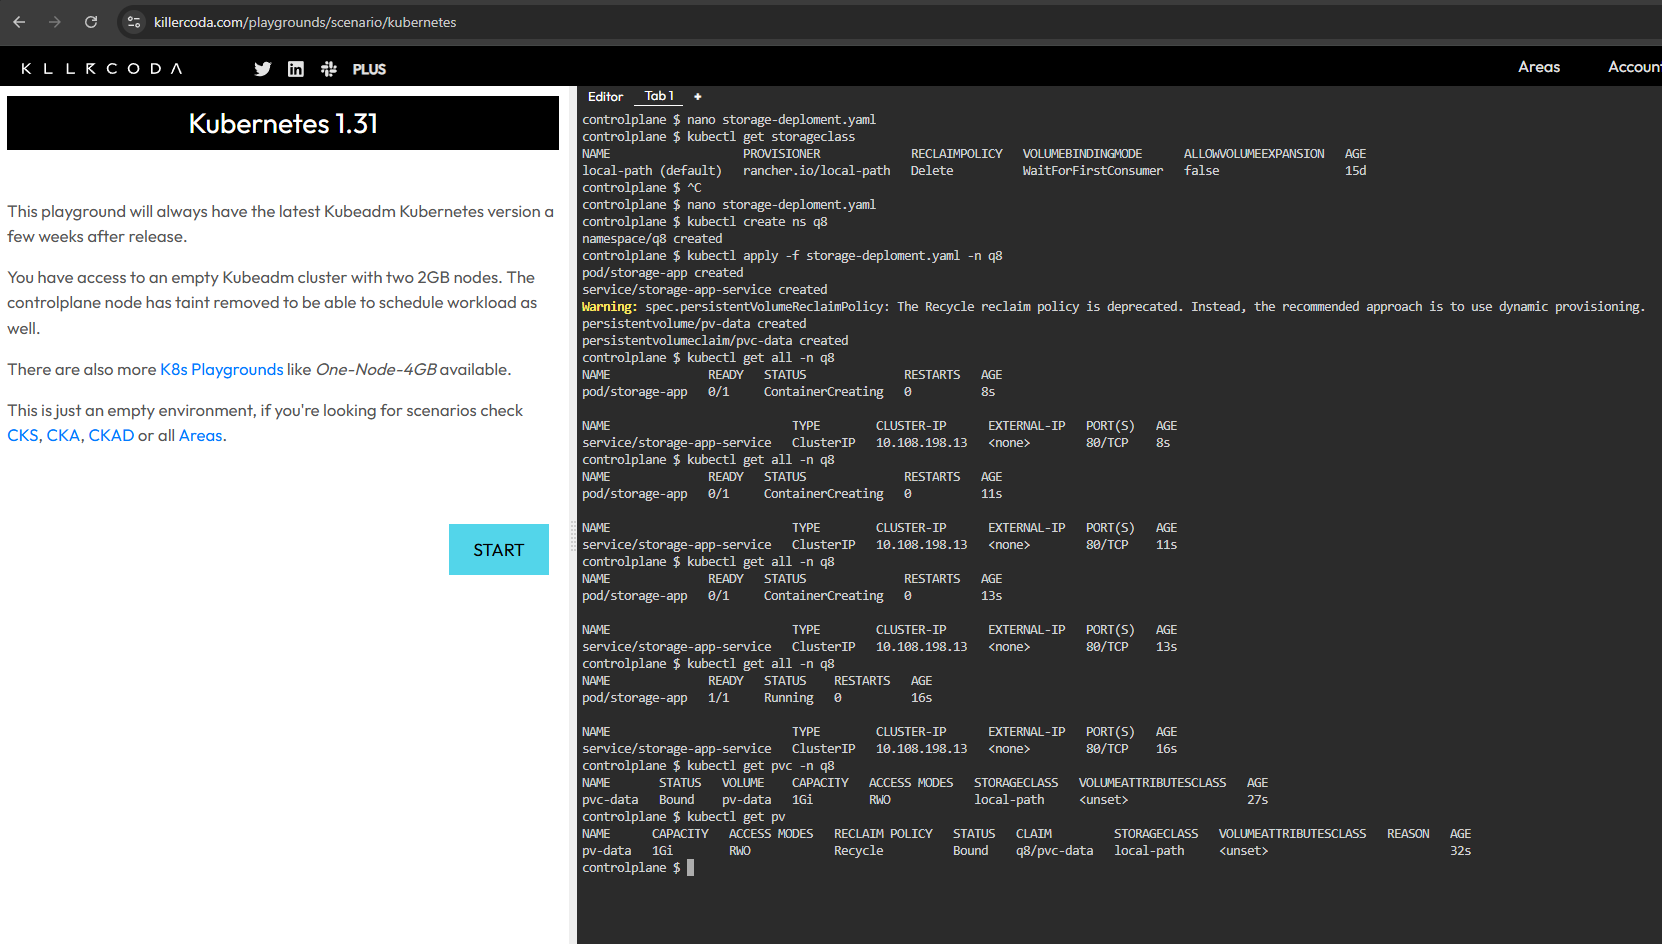 killercoda.com/playgrounds/scenario/kubernetes
KLLRCODA PLUS Areas Accoun
Kubernetes 1.31
This playground will always have the latest Kubeadm Kubernetes version a
few weeks after release.
You have access to an empty Kubeadm cluster with two 2GB nodes. The
controlplane node has taint removed to be able to schedule workload as
well.
There are also more K8s Playgrounds like One-Node-4GB available.
This is just an empty environment, if you're looking for scenarios check
CKS, CKA, CKAD or all Areas.
START
Editor Tab 1 +
controlplane $ nano storage-deploment.yaml
controlplane $ kubectl get storageclass
NAME PROVISIONER RECLAIMPOLICY VOLUMEBINDINGMODE ALLOWVOLUMEEXPANSION AGE
local-path (default) rancher.io/local-path Delete WaitForFirstConsumer false 15d
controlplane $ ^C
controlplane $ nano storage-deploment.yaml
controlplane $ kubectl create ns q8
namespace/q8 created
controlplane $ kubectl apply -f storage-deploment.yaml -n q8
pod/storage-app created
service/storage-app-service created
Warning: spec.persistentVolumeReclaimPolicy: The Recycle reclaim policy is deprecated. Instead, the recommended approach is to use dynamic provisioning.
persistentvolume/pv-data created
persistentvolumeclaim/pvc-data created
controlplane $ kubectl get all -n q8
NAME READY STATUS RESTARTS AGE
pod/storage-app 0/1 ContainerCreating 0 8s
NAME TYPE CLUSTER-IP EXTERNAL-IP PORT(S) AGE
service/storage-app-service ClusterIP 10.108.198.13 <none> 80/TCP 8s
controlplane $ kubectl get all -n q8
NAME READY STATUS RESTARTS AGE
pod/storage-app 0/1 ContainerCreating 0 11s
NAME TYPE CLUSTER-IP EXTERNAL-IP PORT(S) AGE
service/storage-app-service ClusterIP 10.108.198.13 <none> 80/TCP 11s
controlplane $ kubectl get all -n q8
NAME READY STATUS RESTARTS AGE
pod/storage-app 0/1 ContainerCreating 0 13s
NAME TYPE CLUSTER-IP EXTERNAL-IP PORT(S) AGE
service/storage-app-service ClusterIP 10.108.198.13 <none> 80/TCP 13s
controlplane $ kubectl get all -n q8
NAME READY STATUS RESTARTS AGE
pod/storage-app 1/1 Running 0 16s
NAME TYPE CLUSTER-IP EXTERNAL-IP PORT(S) AGE
service/storage-app-service ClusterIP 10.108.198.13 <none> 80/TCP 16s
controlplane $ kubectl get pvc -n q8
NAME STATUS VOLUME CAPACITY ACCESS MODES STORAGECLASS VOLUMEATTRIBUTESCLASS AGE
pvc-data Bound pv-data 1Gi RWO local-path <unset> 27s
controlplane $ kubectl get pv
NAME CAPACITY ACCESS MODES RECLAIM POLICY STATUS CLAIM STORAGECLASS VOLUMEATTRIBUTESCLASS REASON AGE
pv-data 1Gi RWO Recycle Bound q8/pvc-data local-path <unset> 32s
controlplane $